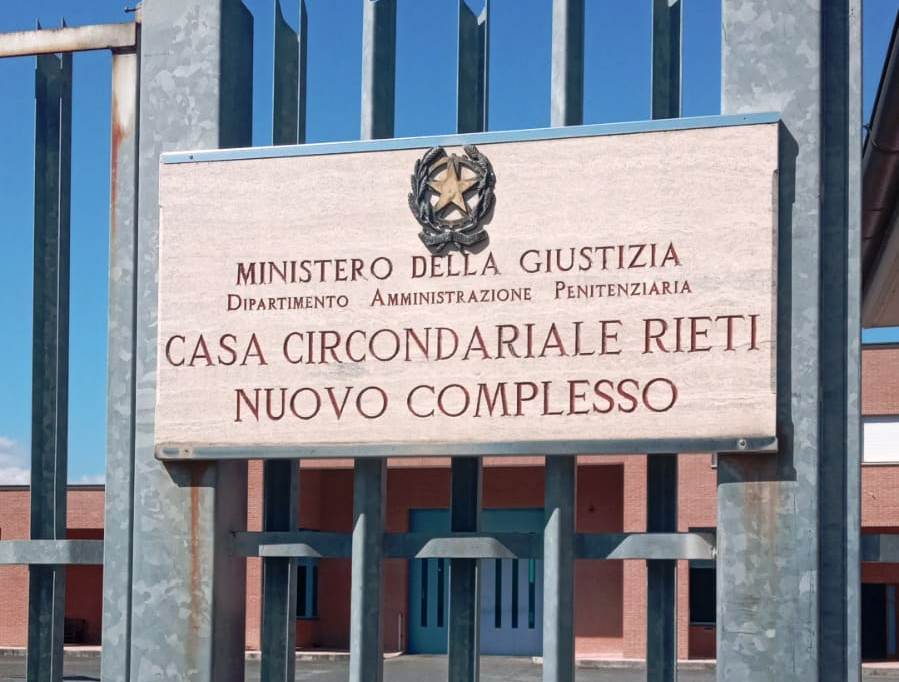 MINISTERO DELLA GIUSTIZIA
DIPARTIMENTO AMMINISTRAZIONE PENITENZIARIA
CASA CIRCONDARIALE RIETI
NUOVO COMPLESSO